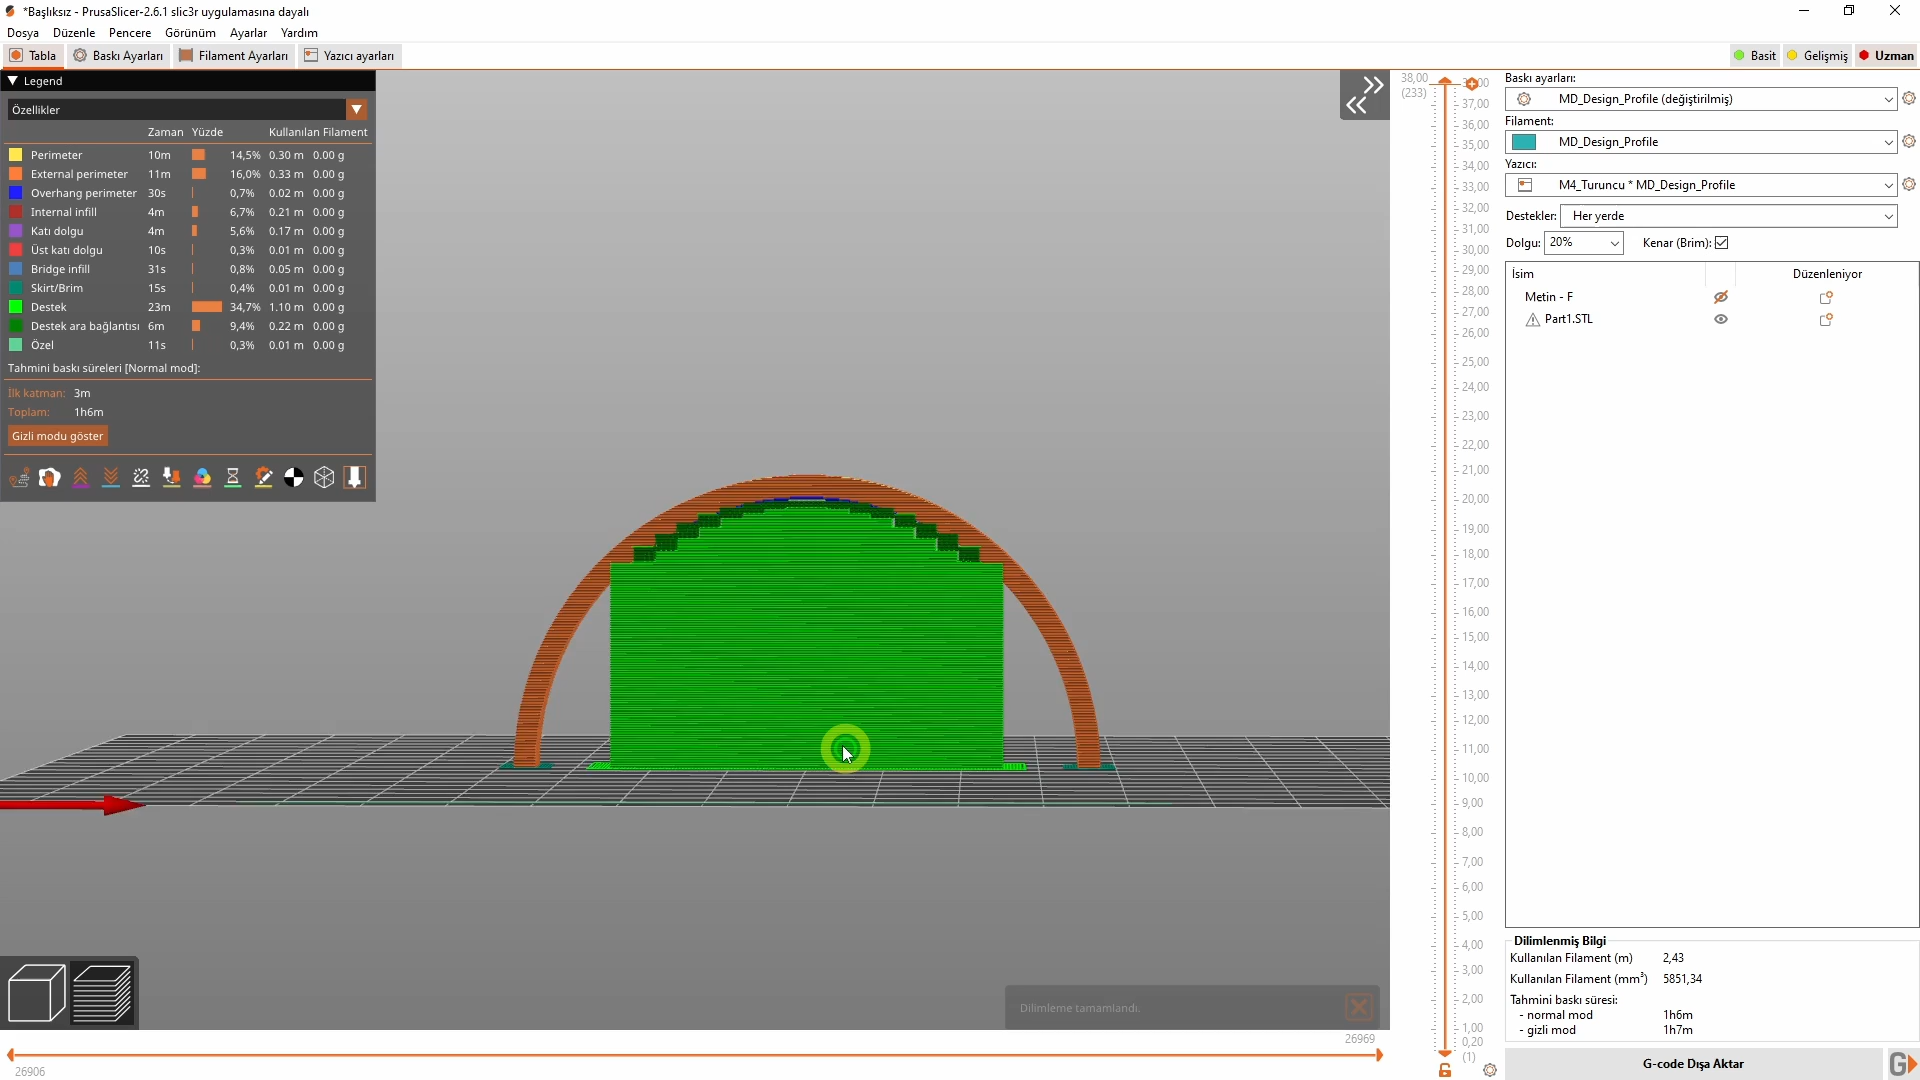 *Başlıksız - PrusaSlicer-2.6.1 slic3r uygulamasına dayalı
Dosya Düzenle Pencere Görünüm Ayarlar Yardım
Tabla Baskı Ayarları Filament Ayarları Yazıcı ayarları
Basit Gelişmiş Uzman
Legend
Özellikler
Zaman Yüzde Kullanılan Filament
Perimeter 10m 14,5% 0.30 m 0.00 g
External perimeter 11m 16,0% 0.33 m 0.00 g
Overhang perimeter 30s 0,7% 0.02 m 0.00 g
Internal infill 4m 6,7% 0.21 m 0.00 g
Katı dolgu 4m 5,6% 0.17 m 0.00 g
Üst katı dolgu 10s 0,3% 0.01 m 0.00 g
Bridge infill 31s 0,8% 0.05 m 0.00 g
Skirt/Brim 15s 0,4% 0.01 m 0.00 g
Destek 23m 34,7% 1.10 m 0.00 g
Destek ara bağlantısı 6m 9,4% 0.22 m 0.00 g
Özel 11s 0,3% 0.01 m 0.00 g
Tahmini baskı süreleri [Normal mod]:
İlk katman: 3m
Toplam: 1h6m
Gizli modu göster
Dilimleme tamamlandı.
26969
26906
38,00
(233)
37,00
36,00
35,00
34,00
33,00
32,00
31,00
30,00
29,00
28,00
27,00
26,00
25,00
24,00
23,00
22,00
21,00
20,00
19,00
18,00
17,00
16,00
15,00
14,00
13,00
12,00
11,00
10,00
9,00
8,00
7,00
6,00
5,00
4,00
3,00
2,00
1,00
0,20
(1)
Baskı ayarları:
MD_Design_Profile (değiştirilmiş)
Filament:
MD_Design_Profile
Yazıcı:
M4_Turuncu * MD_Design_Profile
Destekler: Her yerde
Dolgu: 20% Kenar (Brim):
İsim Düzenleniyor
Metin - F
Part1.STL
Dilimlenmiş Bilgi
Kullanılan Filament (m) 2,43
Kullanılan Filament (mm³) 5851,34
Tahmini baskı süresi:
- normal mod 1h6m
- gizli mod 1h7m
G-code Dışa Aktar